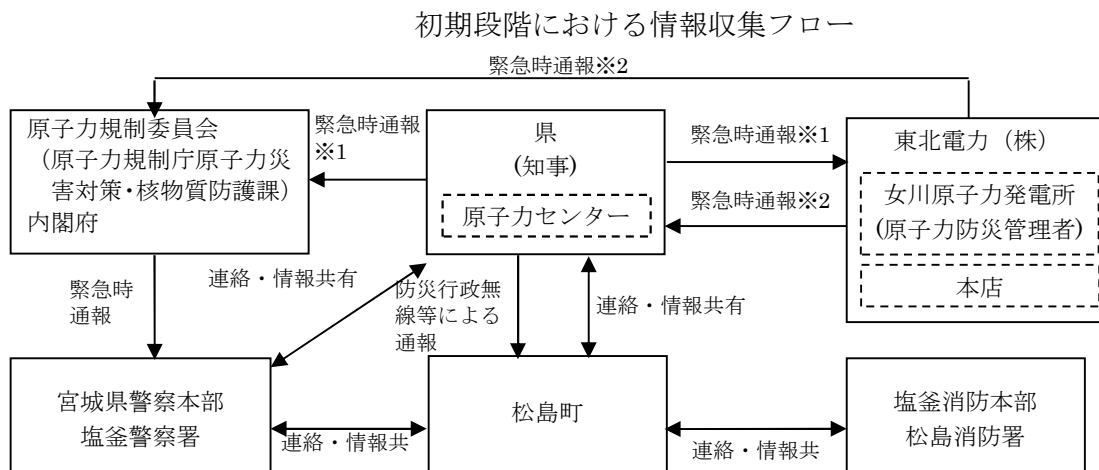 初期段階における情報収集フロー
緊急時通報※2
原子力規制委員会
（原子力規制庁原子力災
害対策・核物質防護課）
内閣府
緊急時通報
※1
県
(知事)
原子力センター
緊急時通報※1
緊急時通報※2
東北電力（株）
女川原子力発電所
(原子力防災管理者)
本店
緊急時
通報
連絡・情報共有
防災行政無
線等による
通報
連絡・情報共有
宮城県警察本部
塩釜警察署
連絡・情報共
松島町
連絡・情報共
塩釜消防本部
松島消防署